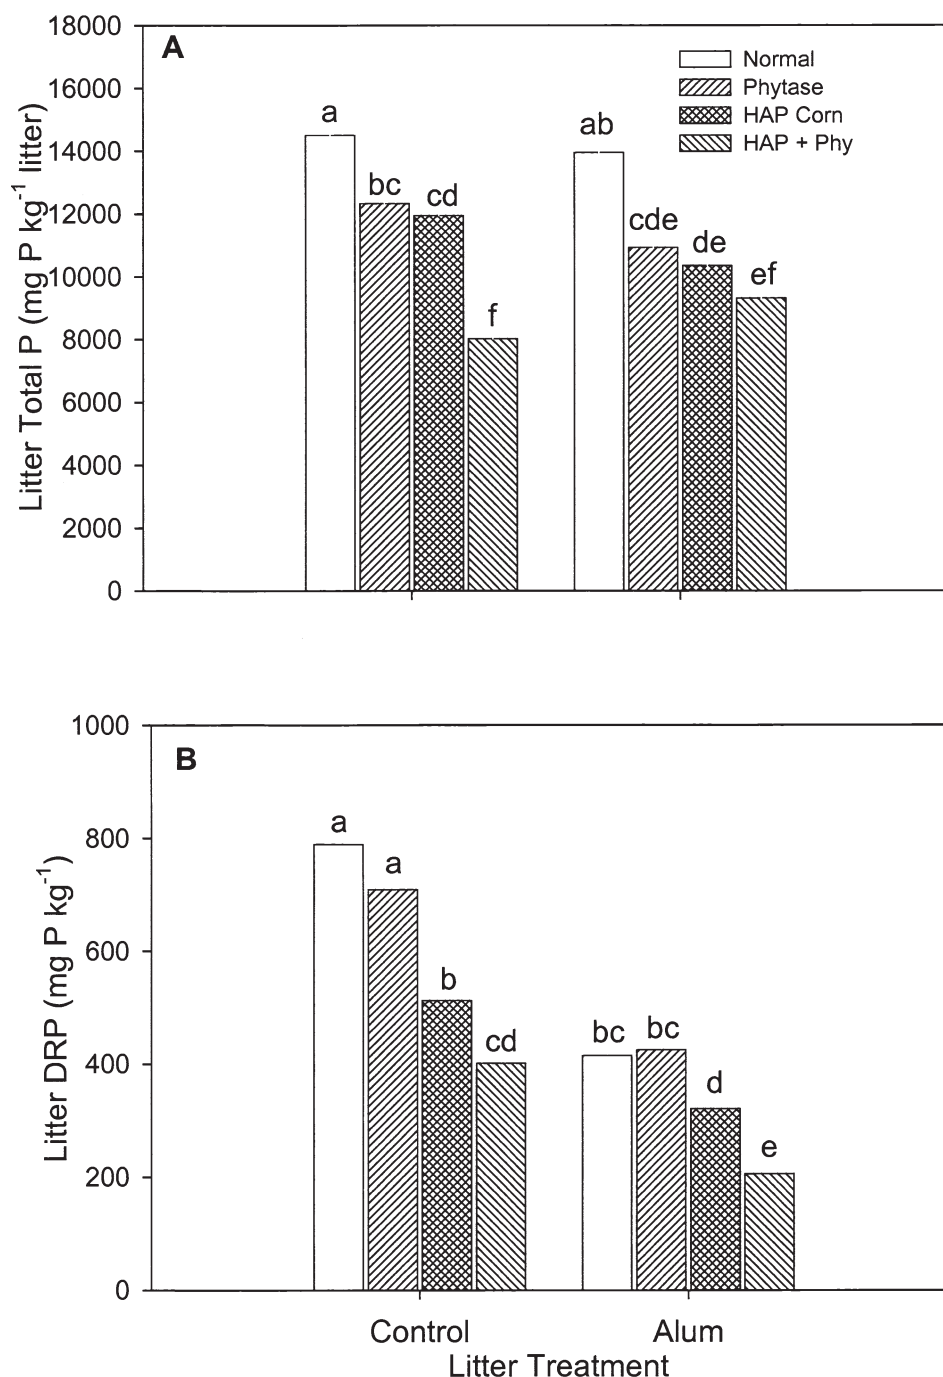 A
Normal
Phytase
HAP Corn
HAP + Phy
Litter Total P (mg P kg⁻¹ litter)
18000
16000
14000
12000
10000
8000
6000
4000
2000
0
a
bc
cd
f
ab
cde
de
ef
B
Litter DRP (mg P kg⁻¹)
1000
800
600
400
200
0
a
a
b
cd
bc
bc
d
e
Control
Alum
Litter Treatment